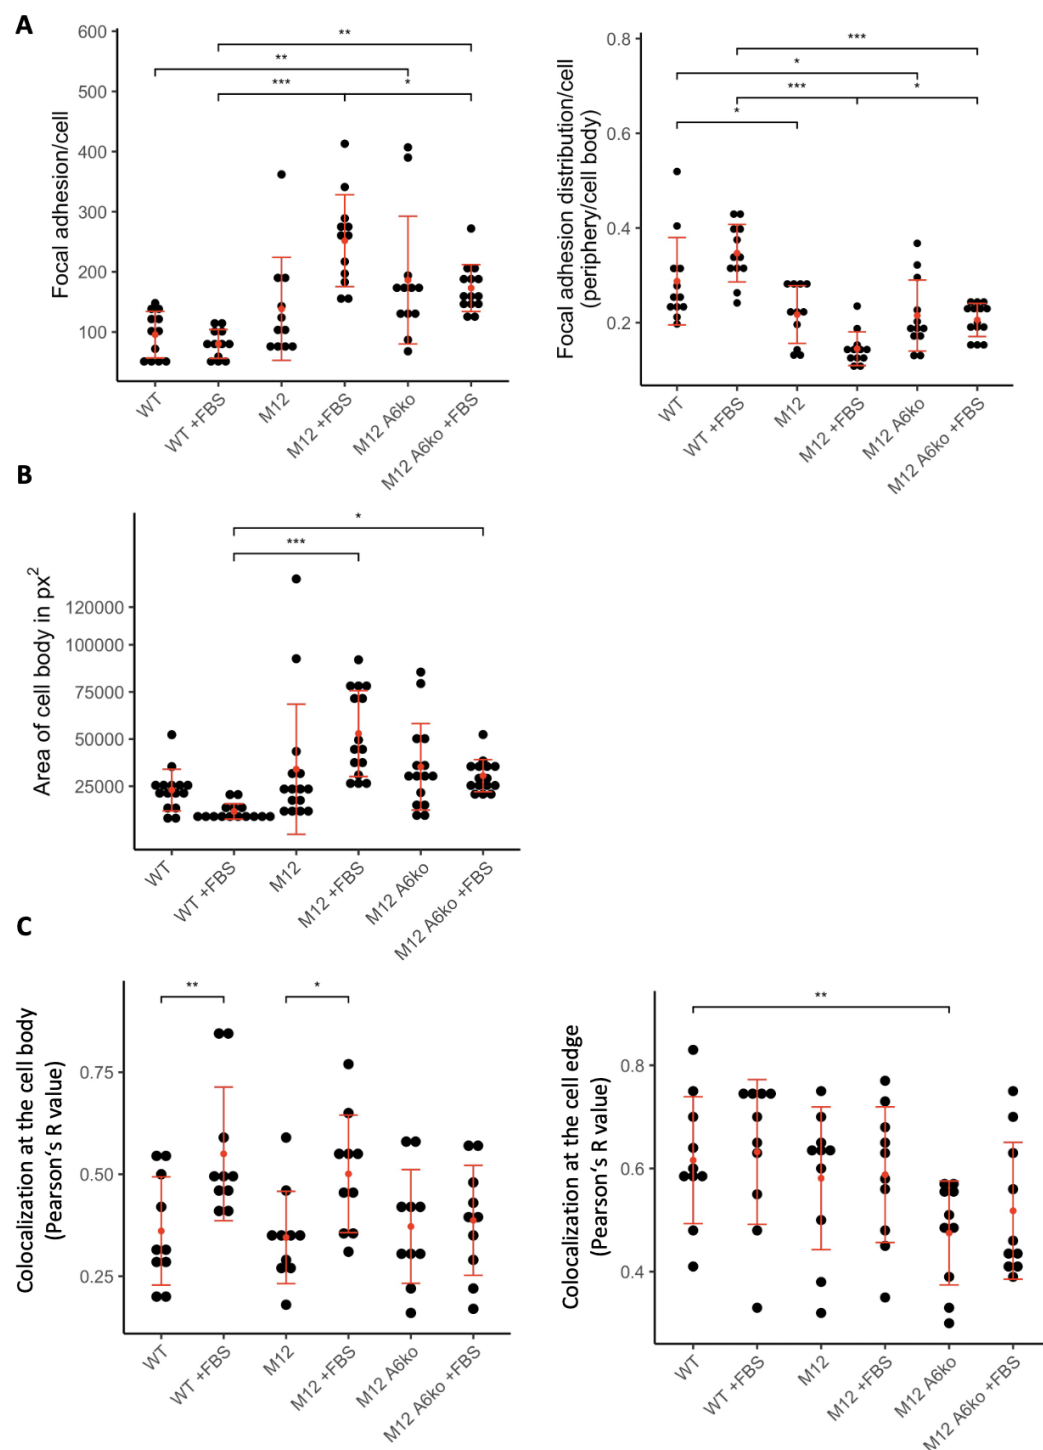 A
Focal adhesion/cell
600
500
400
300
200
100
**
**
***
*
WT
WT +FBS
M12
M12 +FBS
M12 A6ko
M12 A6ko +FBS
Focal adhesion distribution/cell
(periphery/cell body)
0.8
0.6
0.4
0.2
***
*
***
*
*
WT
WT +FBS
M12
M12 +FBS
M12 A6ko
M12 A6ko +FBS
B
Area of cell body in px²
120000
100000
75000
50000
25000
*
***
WT
WT +FBS
M12
M12 +FBS
M12 A6ko
M12 A6ko +FBS
C
Colocalization at the cell body
(Pearson‘s R value)
0.75
0.50
0.25
**
*
WT
WT +FBS
M12
M12 +FBS
M12 A6ko
M12 A6ko +FBS
Colocalization at the cell edge
(Pearson‘s R value)
0.8
0.6
0.4
**
WT
WT +FBS
M12
M12 +FBS
M12 A6ko
M12 A6ko +FBS